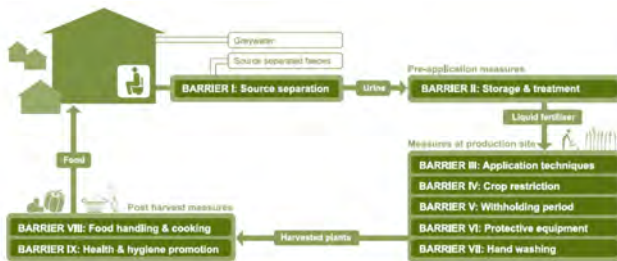 Greywater
Source separated faeces
BARRIER I: Source separation
Urine
Pre-application measures
BARRIER II: Storage & treatment
Liquid fertiliser
Measures at production site
BARRIER III: Application techniques
BARRIER IV: Crop restriction
BARRIER V: Withholding period
BARRIER VI: Protective equipment
BARRIER VII: Hand washing
Harvested plants
Post harvest measures
BARRIER VIII: Food handling & cooking
BARRIER IX: Health & hygiene promotion
Food